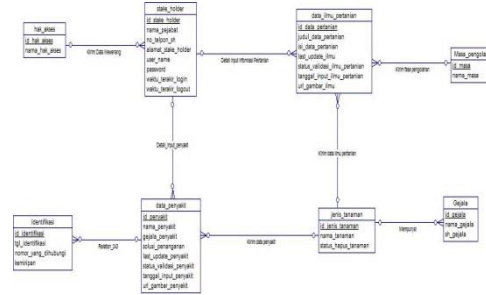 hak_akses
id_hak_akses
nama_hak_akses
Kirim Data Wewenang
stake_holder
id_stake_holder
nama_pejabat
no_telpon_sh
alamat_stake_holder
user_name
password
waktu_terakir_login
waktu_terakir_logout
Detail input informasi Pertanian
data_ilmu_pertanian
id_data_pertanian
judul_data_pertanian
isi_data_pertanian
last_update_ilmu
status_validasi_ilmu_pertanian
tanggal_input_ilmu_pertanian
url_gambar_ilmu
Kirim fase pengolahan
Masa_pengola
id_masa
nama_masa
Detail_input_penyakit
Kirim data ilmu pertanian
Identifikasi
id_identifikasi
tgl_identifikasi
nomor_yang_dihubungi
kemiripan
Relation_240
data_penyakit
id_penyakit
nama_penyakit
gejala_penyakit
solusi_penanganan
last_update_penyakit
status_validasi_penyakit
tanggal_input_penyakit
url_gambar_penyakit
Kirim data penyakit
jenis_tanaman
id_jenis_tanaman
nama_tanaman
status_hapus_tanaman
Mempunyai
Gejala
id_gejala
nama_gejala
sh_gejala